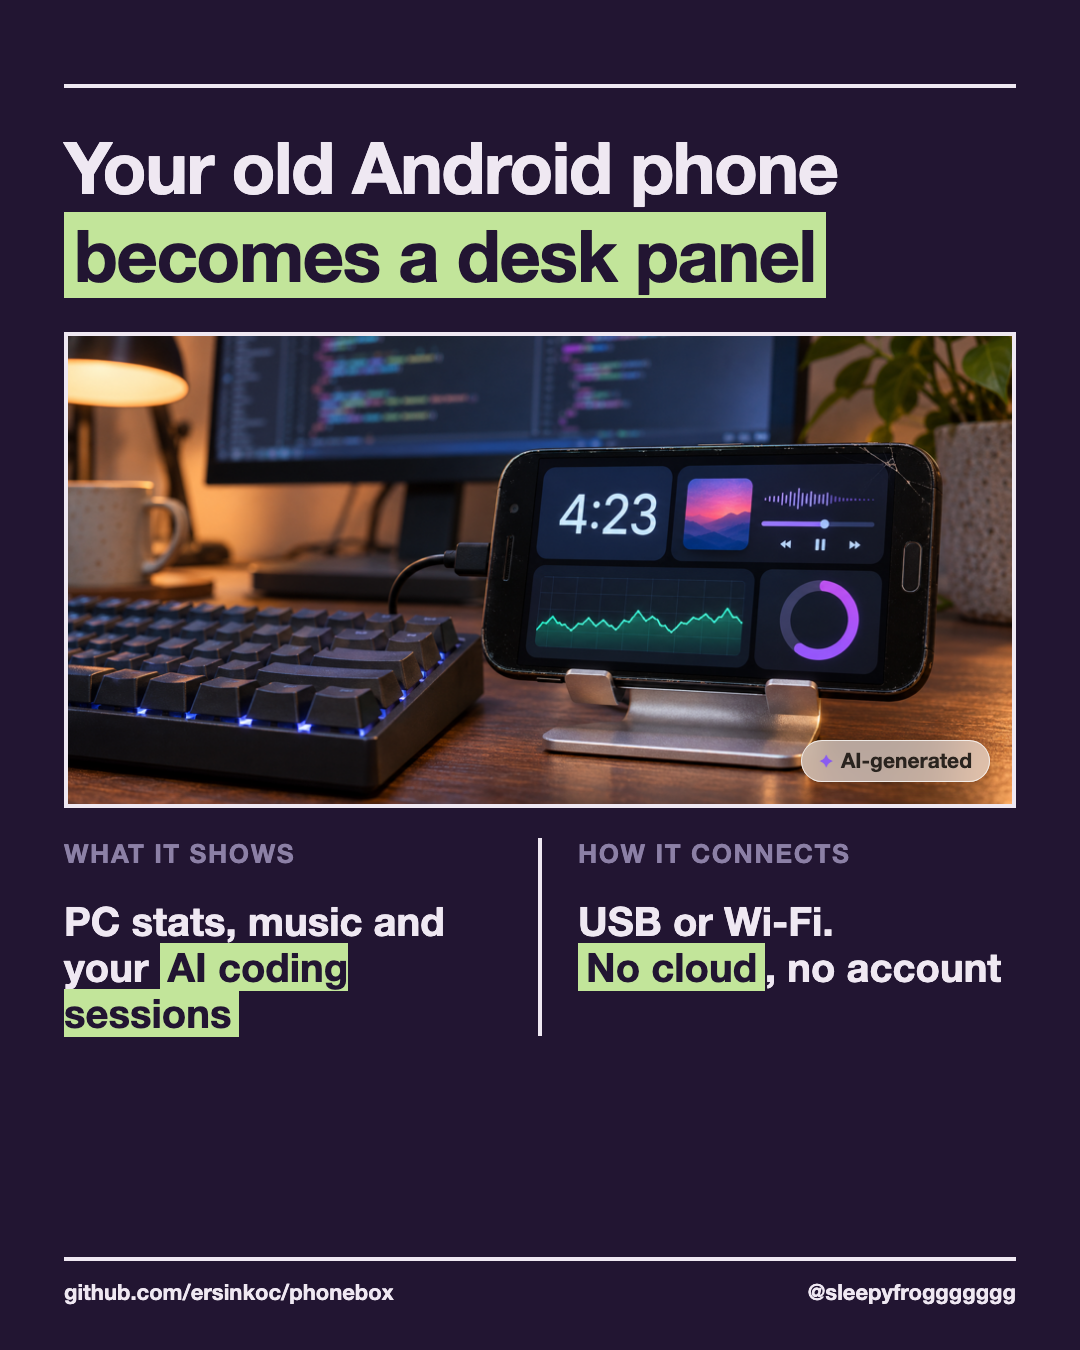 Your old Android phone
becomes a desk panel
4:23
AI-generated
WHAT IT SHOWS
PC stats, music and
your AI coding
sessions
HOW IT CONNECTS
USB or Wi-Fi.
No cloud, no account
github.com/ersinkoc/phonebox
@sleepyfroggggggg